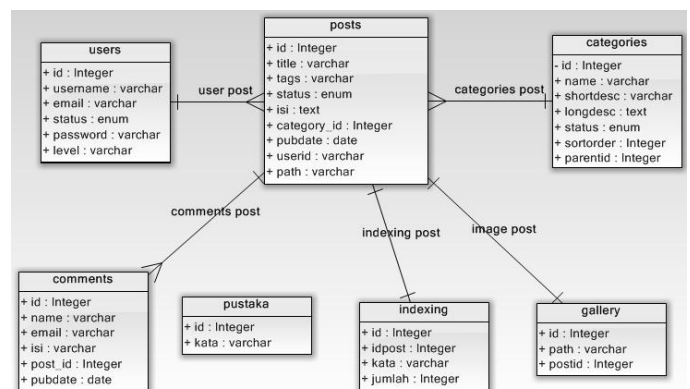 posts
+ id : Integer
+ title : varchar
+ tags : varchar
+ status : enum
+ isi : text
+ category_id : Integer
+ pubdate : date
+ userid : varchar
+ path : varchar
users
+ id : Integer
+ username : varchar
+ email : varchar
+ status : enum
+ password : varchar
+ level : varchar
user post
categories post
categories
- id : Integer
+ name : varchar
+ shortdesc : varchar
+ longdesc : text
+ status : enum
+ sortorder : Integer
+ parentid : Integer
comments post
indexing post
image post
comments
+ id : Integer
+ name : varchar
+ email : varchar
+ isi : varchar
+ post_id : Integer
+ pubdate : date
pustaka
+ id : Integer
+ kata : varchar
indexing
+ id : Integer
+ idpost : Integer
+ kata : varchar
+ jumlah : Integer
gallery
+ id : Integer
+ path : varchar
+ postid : Integer